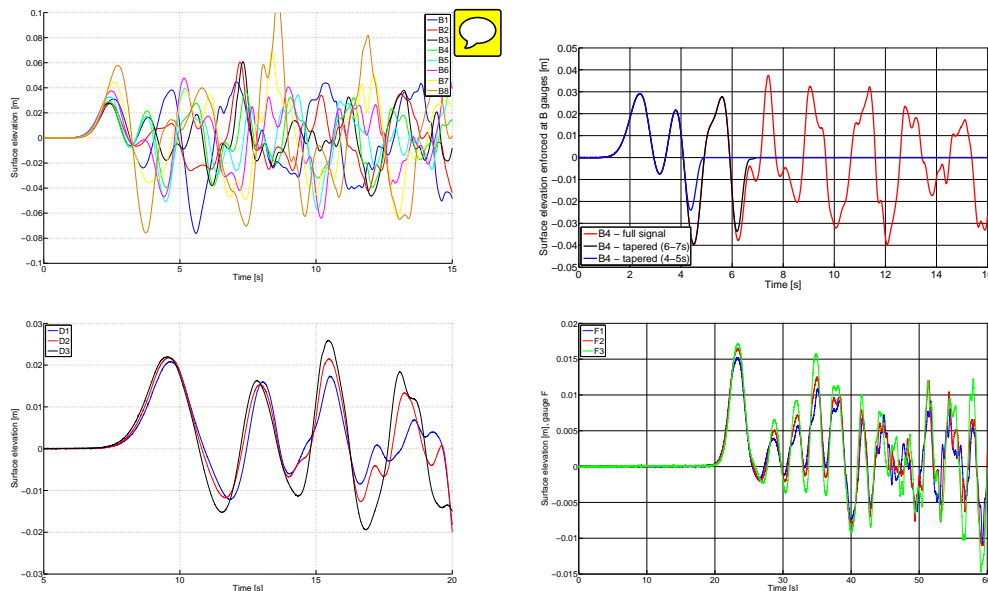 0.1
0.08
0.06
0.04
0.02
0
−0.02
−0.04
−0.06
−0.08
−0.1
0
5
10
15
Time [s]
Surface elevation [m]
B1
B2
B3
B4
B5
B6
B7
B8
0.05
0.04
0.03
0.02
0.01
0
−0.01
−0.02
−0.03
−0.04
−0.05
0
2
4
6
8
10
12
14
16
Time [s]
Surface elevation enforced at B gauges [m]
B4 − full signal
B4 − tapered (6−7s)
B4 − tapered (4−5s)
0.03
0.02
0.01
0
−0.01
−0.02
−0.03
5
10
15
20
Time [s]
Surface elevation [m]
D1
D2
D3
0.02
0.015
0.01
0.005
0
−0.005
−0.01
−0.015
0
10
20
30
40
50
60
Time [s]
Surface elevation [m], gauge F
F1
F2
F3